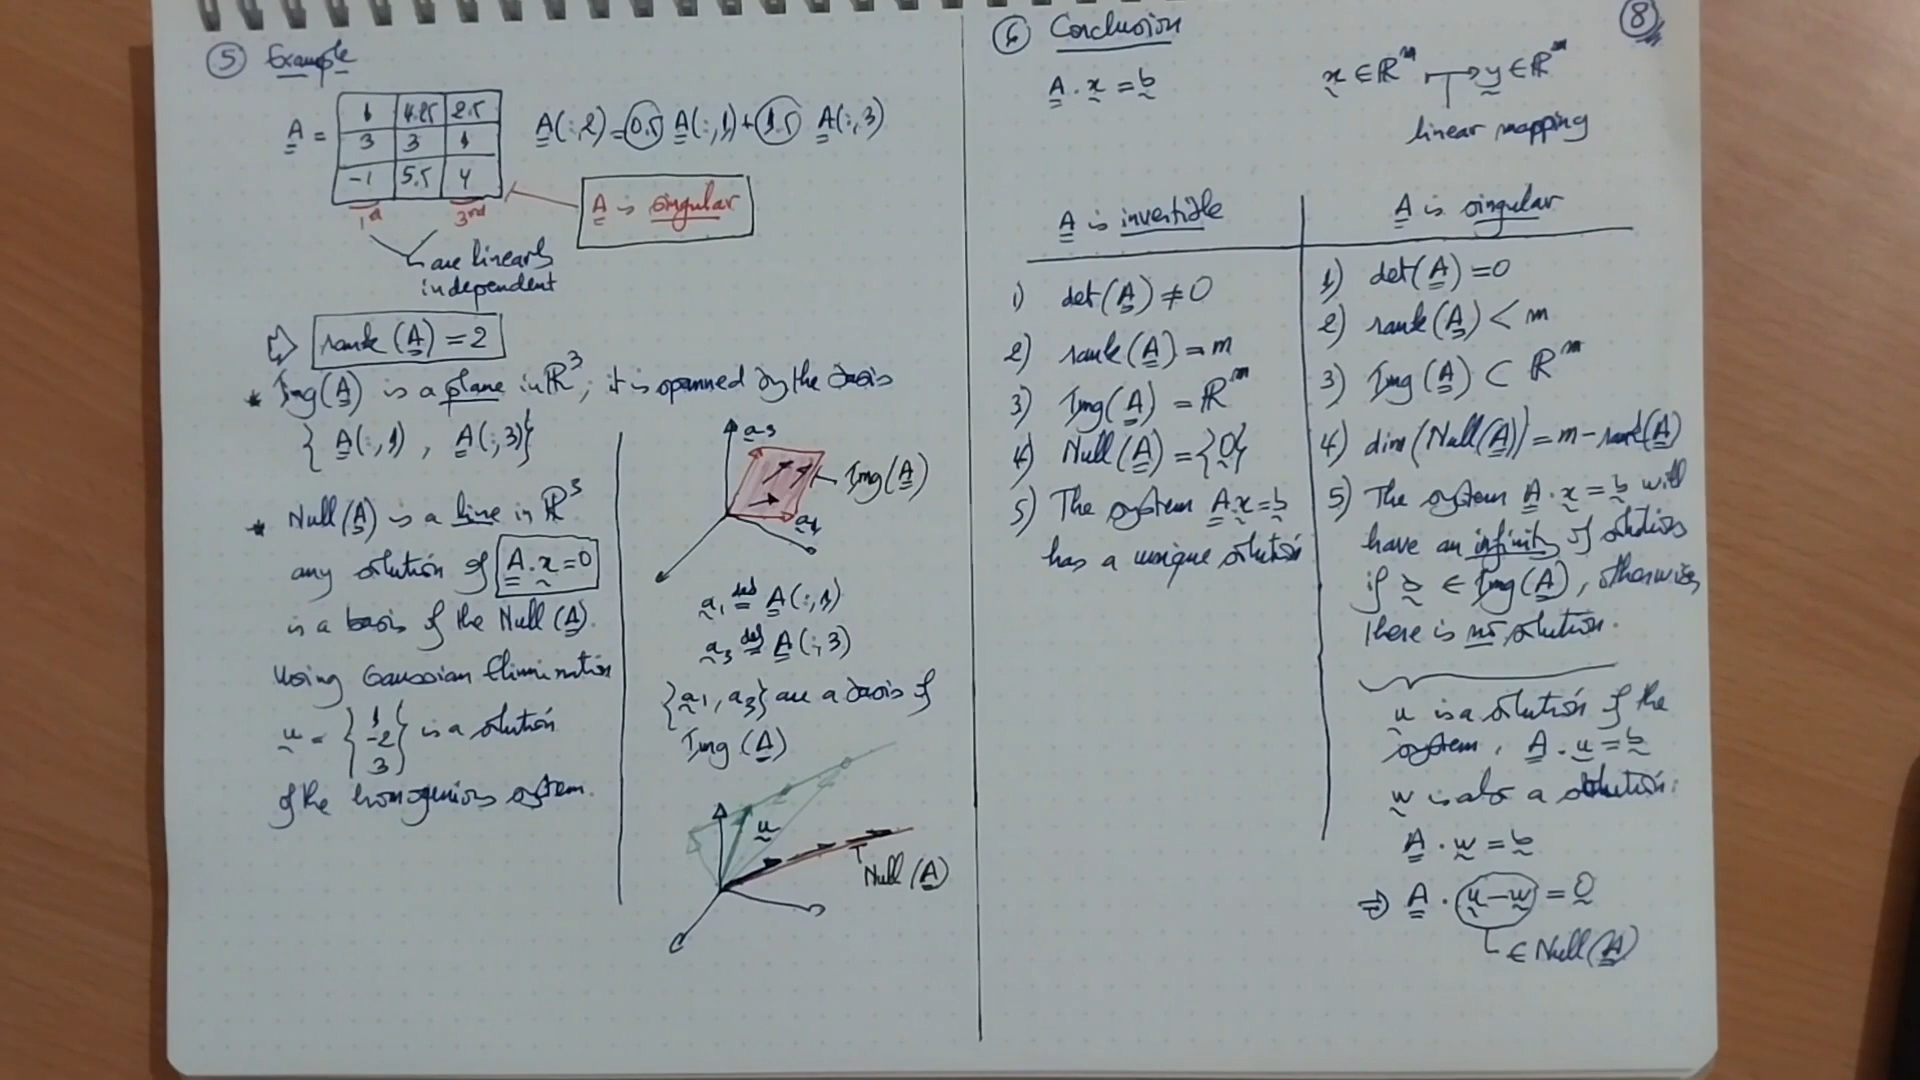 ⑤ Example
A =
1 4.25 2.5
3 3 1
-1 5.5 4
A(:,2) = 0.5 A(:,1) + 1.5 A(:,3)
1st 3rd
A is singular
are linearly
independent
⇒ rank(A) = 2
* Img(A) is a plane in ℝ³, it is spanned by the basis
{A(:,1), A(:,3)}
* Null(A) is a line in ℝ³
any solution of A.x=0
is a basis of the Null(A).
Using Gaussian Elimination
u = {1 -2 3} is a solution
of the homogenious system.
a3
Img(A)
a1
a1 def= A(:,1)
a3 def= A(:,3)
{a1, a3} are a basis of
Img(A)
u
Null(A)
⑥ Conclusion
⑧
A.x = b
x ∈ ℝᵐ ↦ y ∈ ℝᵐ
linear mapping
A is invertible
1) det(A) ≠ 0
2) rank(A) = m
3) Img(A) = ℝᵐ
4) Null(A) = {0}
5) The system A.x = b
has a unique solution
A is singular
1) det(A) = 0
2) rank(A) < m
3) Img(A) ⊂ ℝᵐ
4) dim(Null(A)) = m - rank(A)
5) The system A.x = b will
have an infinity of solutions
if b ∈ Img(A), otherwise
there is no solution.
u is a solution of the
system, A.u = b
w is also a solution:
A.w = b
⇒ A.(u-w) = 0
∈ Null(A)